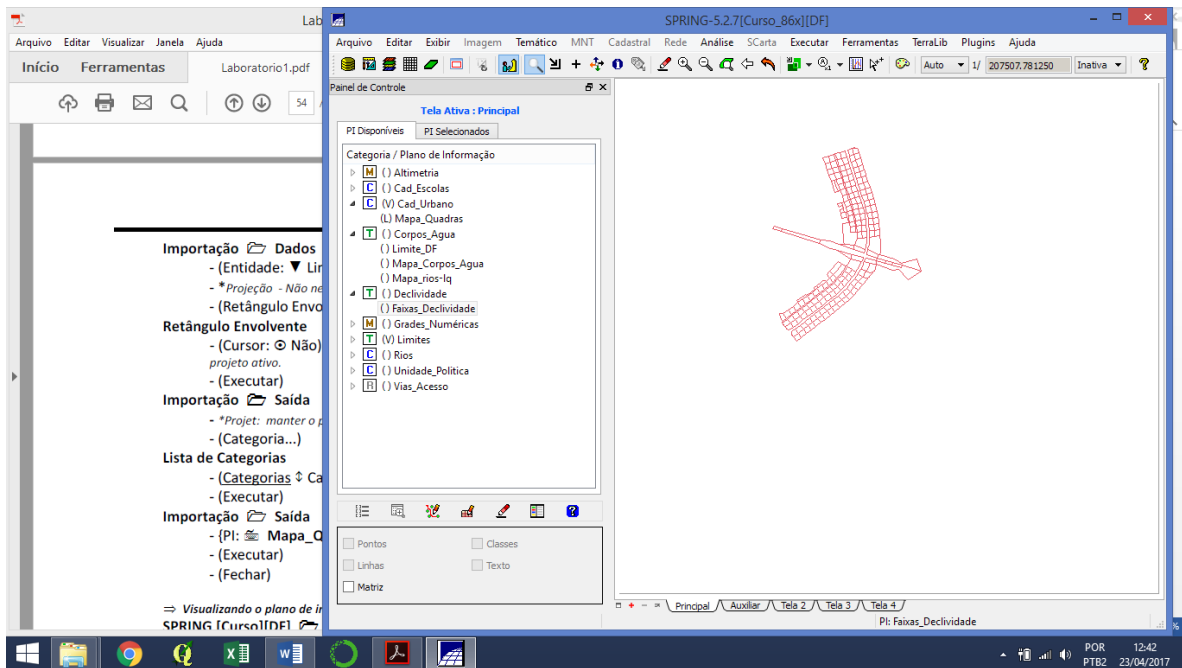 Lab
Arquivo Editar Visualizar Janela Ajuda
Início Ferramentas Laboratorio1.pdf
54 /
Importação Dados
- (Entidade: ▼ Lir
- *Projeção - Não ne
- (Retângulo Envo
Retângulo Envolvente
- (Cursor: ⊙ Não)
projeto ativo.
- (Executar)
Importação Saída
- *Projet: manter o p
- (Categoria...)
Lista de Categorias
- (Categorias ⇕ Ca
- (Executar)
Importação Saída
- {PI: Mapa_Q
- (Executar)
- (Fechar)
⇒ Visualizando o plano de in
SPRING [Curso][DF]
SPRING-5.2.7[Curso_86x][DF]
Arquivo Editar Exibir Imagem Temático MNT Cadastral Rede Análise SCarta Executar Ferramentas TerraLib Plugins Ajuda
Auto 1/ 207507.781250 Inativa
Painel de Controle
Tela Ativa : Principal
PI Disponíveis PI Selecionados
Categoria / Plano de Informação
M () Altimetria
C () Cad_Escolas
C (V) Cad_Urbano
(L) Mapa_Quadras
T () Corpos_Agua
() Limite_DF
() Mapa_Corpos_Agua
() Mapa_rios-lq
T () Declividade
() Faixas_Declividade
M () Grades_Numéricas
T (V) Limites
C () Rios
C () Unidade_Politica
R () Vias_Acesso
Pontos Classes
Linhas Texto
Matriz
Principal Auxiliar Tela 2 Tela 3 Tela 4
PI: Faixas_Declividade
POR
PTB2
12:42
23/04/2017